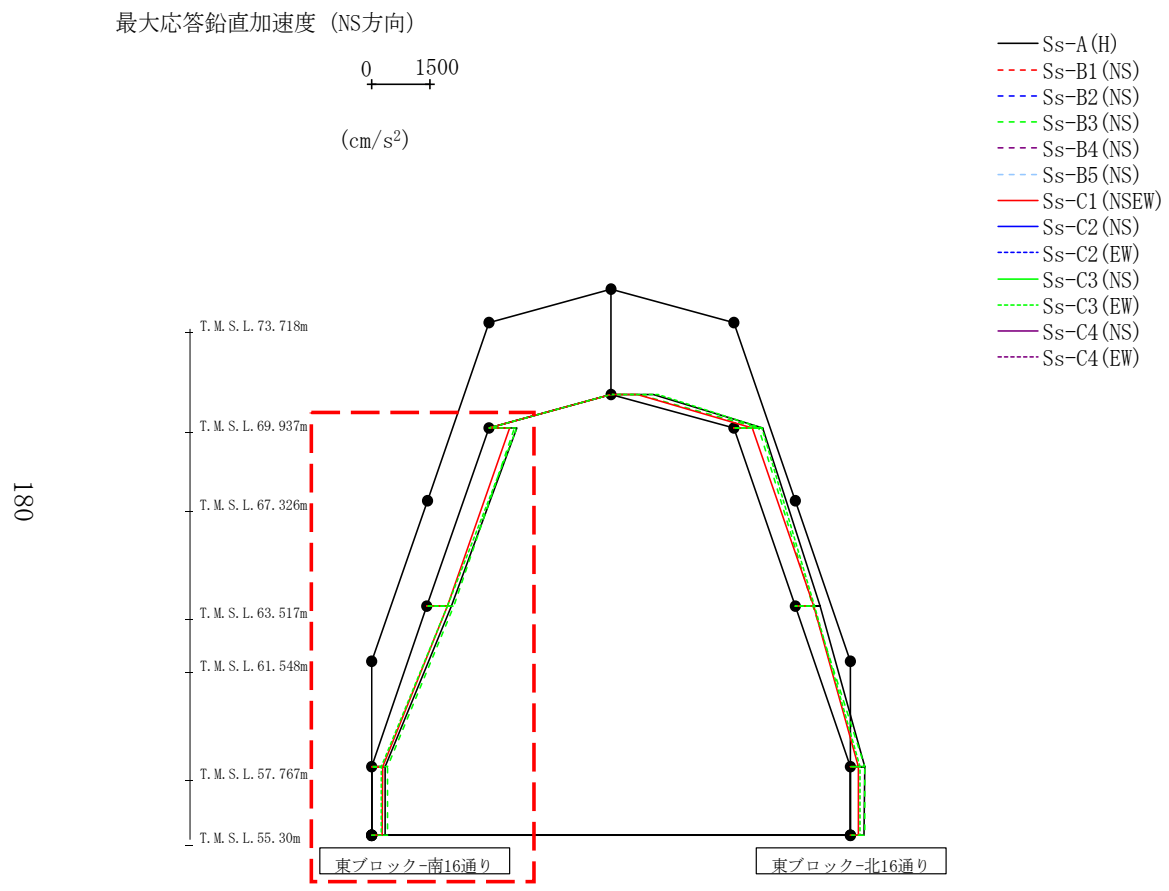 最大応答鉛直加速度 (NS方向)
0 1500
(cm/s²)
Ss-A(H)
Ss-B1(NS)
Ss-B2(NS)
Ss-B3(NS)
Ss-B4(NS)
Ss-B5(NS)
Ss-C1(NSEW)
Ss-C2(NS)
Ss-C2(EW)
Ss-C3(NS)
Ss-C3(EW)
Ss-C4(NS)
Ss-C4(EW)
T.M.S.L.73.718m
T.M.S.L.69.937m
T.M.S.L.67.326m
T.M.S.L.63.517m
T.M.S.L.61.548m
T.M.S.L.57.767m
T.M.S.L.55.30m
東ブロック-南16通り
東ブロック-北16通り
180